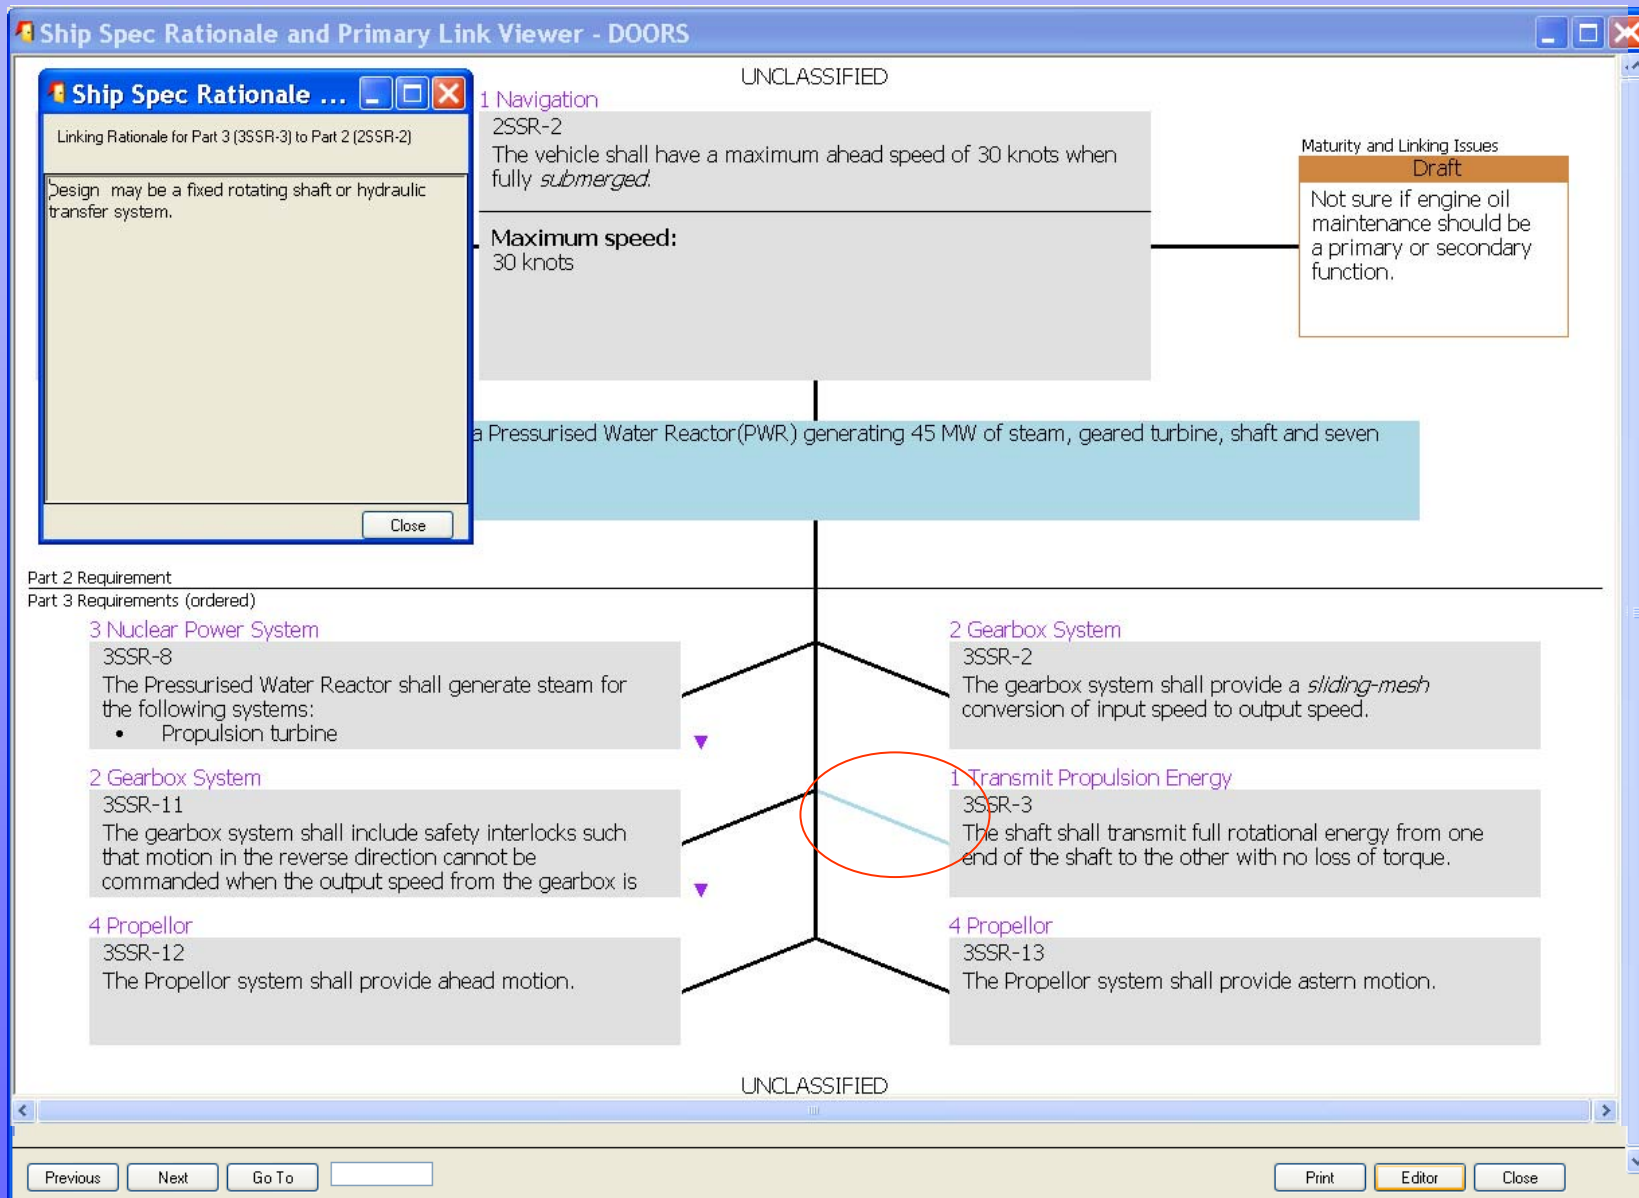 Ship Spec Rationale and Primary Link Viewer - DOORS
UNCLASSIFIED
Ship Spec Rationale ...
Linking Rationale for Part 3 (3SSR-3) to Part 2 (2SSR-2)
Design may be a fixed rotating shaft or hydraulic
transfer system.
Close
1 Navigation
2SSR-2
The vehicle shall have a maximum ahead speed of 30 knots when
fully submerged.
Maximum speed:
30 knots
Maturity and Linking Issues
Draft
Not sure if engine oil
maintenance should be
a primary or secondary
function.
a Pressurised Water Reactor(PWR) generating 45 MW of steam, geared turbine, shaft and seven
Part 2 Requirement
Part 3 Requirements (ordered)
3 Nuclear Power System
3SSR-8
The Pressurised Water Reactor shall generate steam for
the following systems:
• Propulsion turbine
2 Gearbox System
3SSR-2
The gearbox system shall provide a sliding-mesh
conversion of input speed to output speed.
2 Gearbox System
3SSR-11
The gearbox system shall include safety interlocks such
that motion in the reverse direction cannot be
commanded when the output speed from the gearbox is
1 Transmit Propulsion Energy
3SSR-3
The shaft shall transmit full rotational energy from one
end of the shaft to the other with no loss of torque.
4 Propellor
3SSR-12
The Propellor system shall provide ahead motion.
4 Propellor
3SSR-13
The Propellor system shall provide astern motion.
UNCLASSIFIED
Previous
Next
Go To
Print
Editor
Close